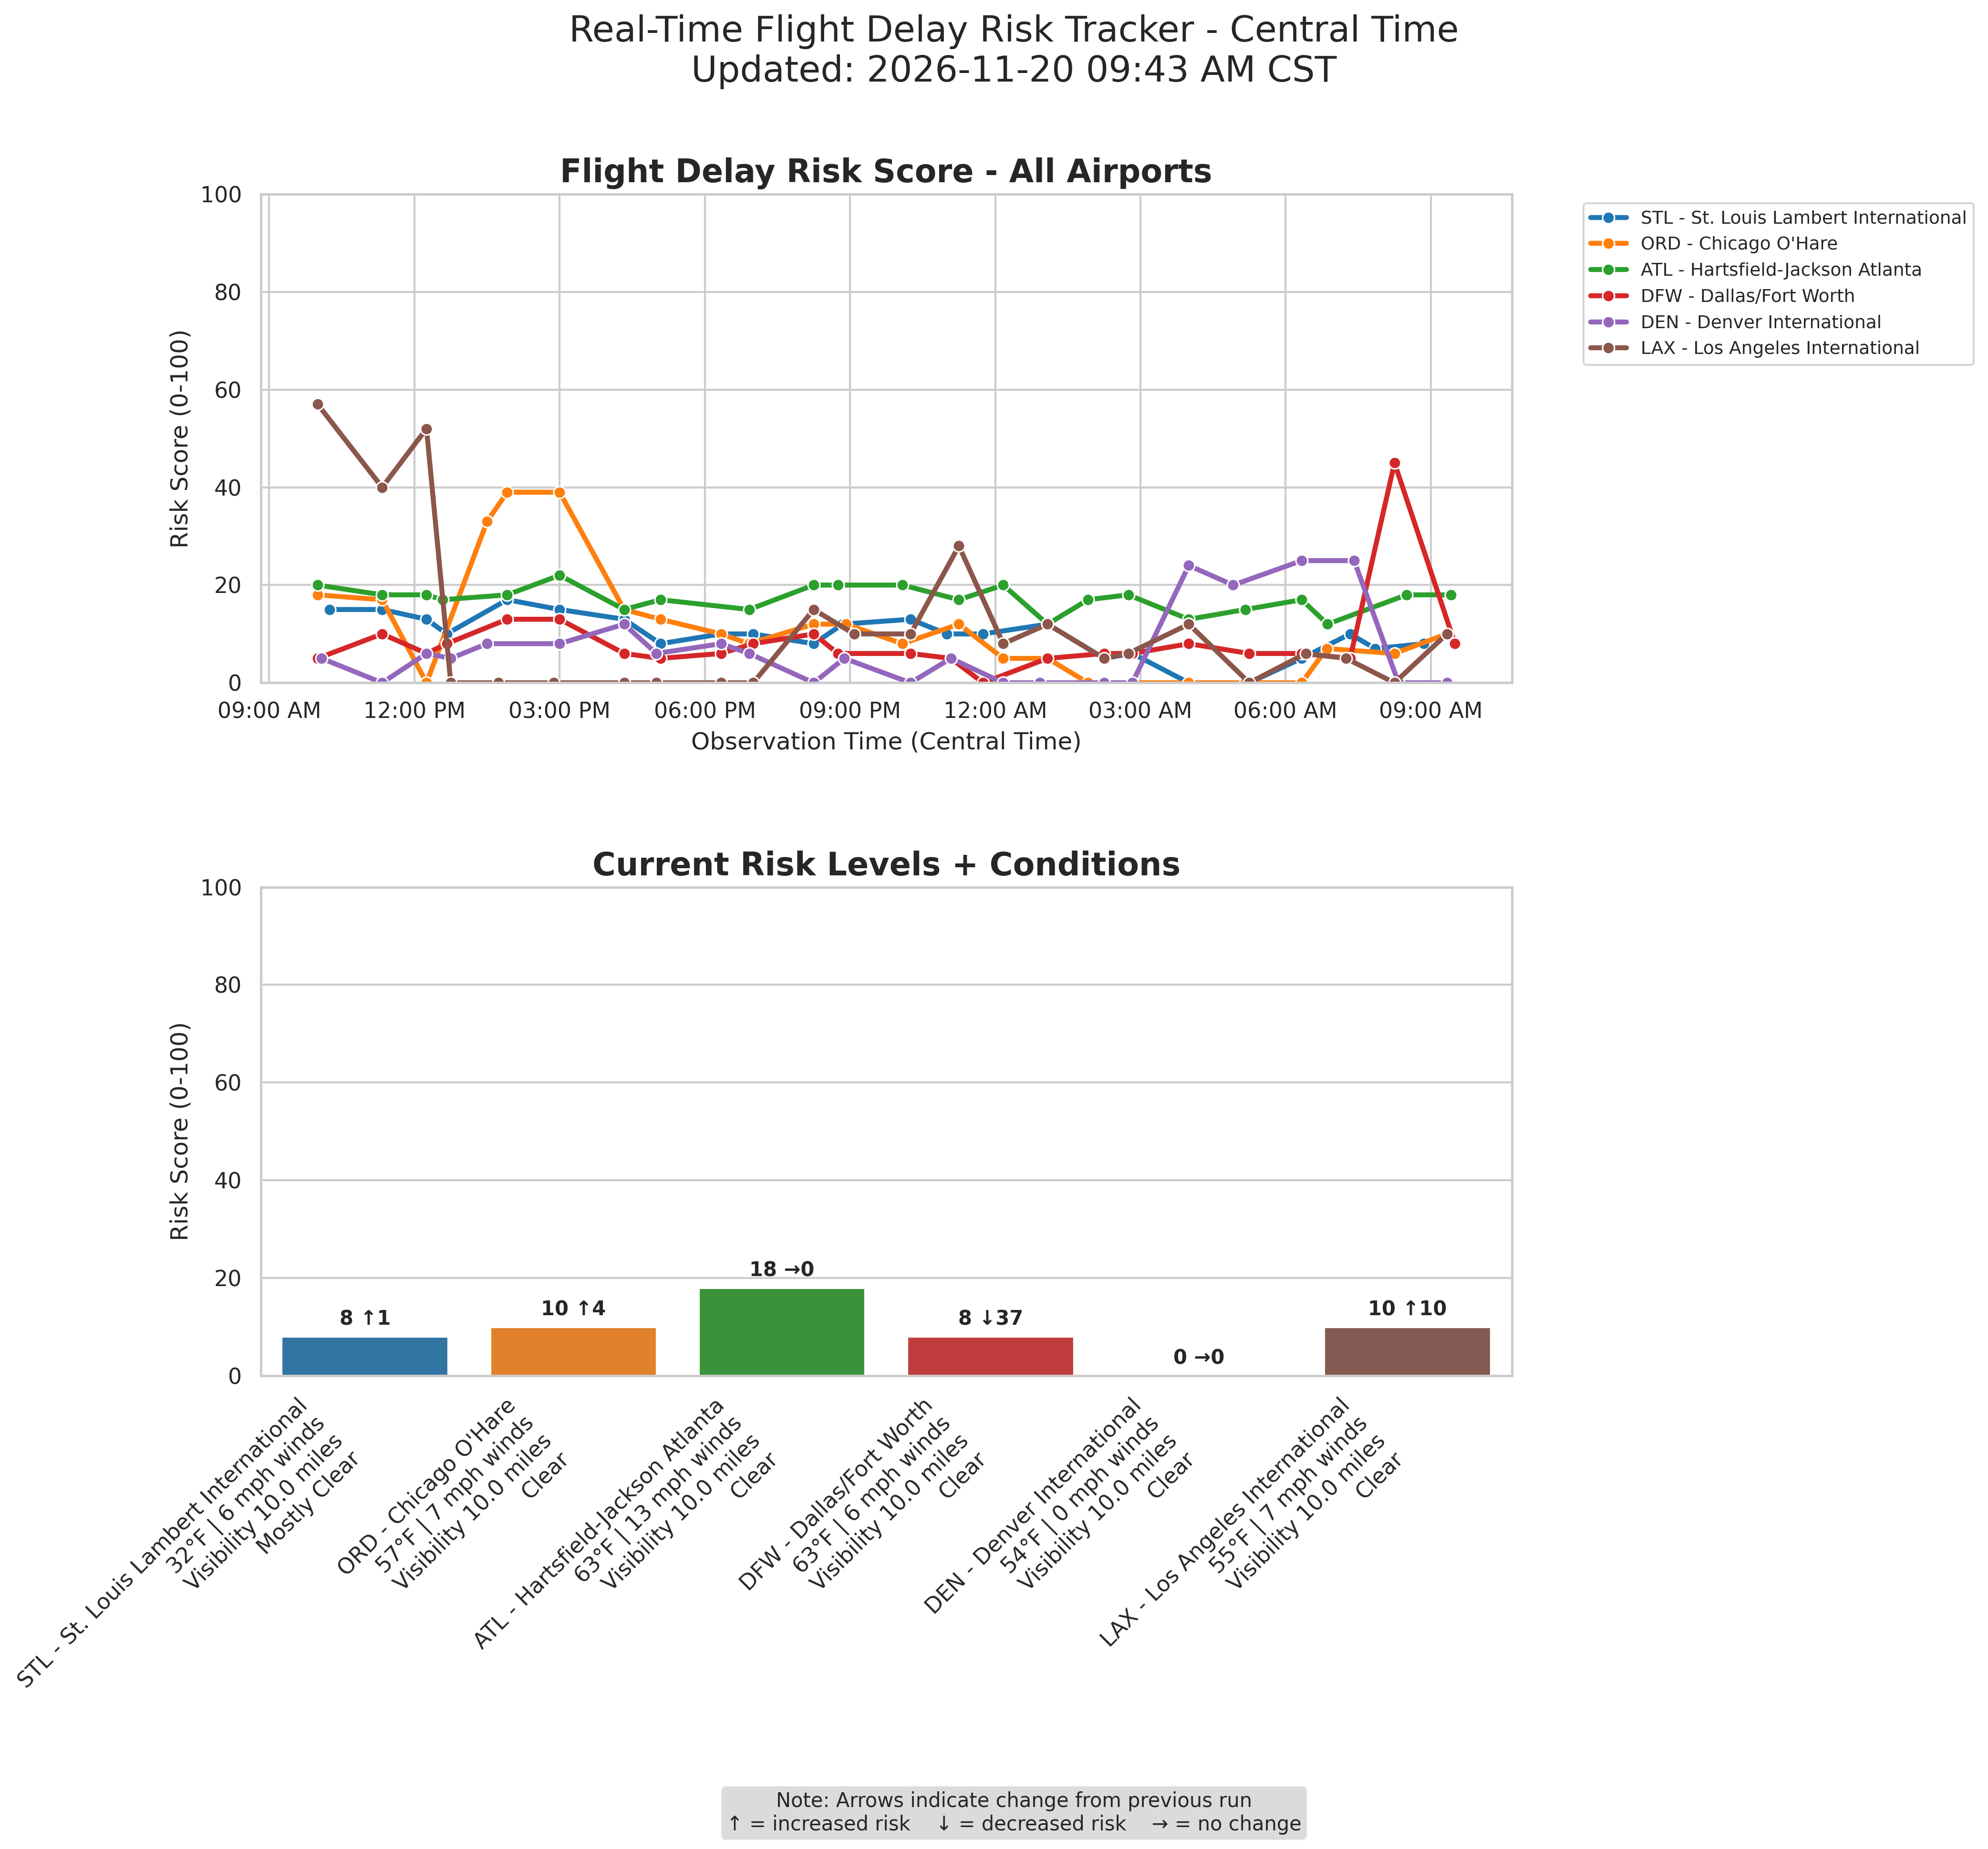 Real-Time Flight Delay Risk Tracker - Central Time
Updated: 2026-11-20 09:43 AM CST
Flight Delay Risk Score - All Airports
100
80
60
40
20
0
Risk Score (0-100)
09:00 AM
12:00 PM
03:00 PM
06:00 PM
09:00 PM
12:00 AM
03:00 AM
06:00 AM
09:00 AM
Observation Time (Central Time)
STL - St. Louis Lambert International
ORD - Chicago O'Hare
ATL - Hartsfield-Jackson Atlanta
DFW - Dallas/Fort Worth
DEN - Denver International
LAX - Los Angeles International
Current Risk Levels + Conditions
100
80
60
40
20
0
Risk Score (0-100)
8 ↑1
10 ↑4
18 →0
8 ↓37
0 →0
10 ↑10
STL - St. Louis Lambert International
32°F | 6 mph winds
Visibility 10.0 miles
Mostly Clear
ORD - Chicago O'Hare
57°F | 7 mph winds
Visibility 10.0 miles
Clear
ATL - Hartsfield-Jackson Atlanta
63°F | 13 mph winds
Visibility 10.0 miles
Clear
DFW - Dallas/Fort Worth
63°F | 6 mph winds
Visibility 10.0 miles
Clear
DEN - Denver International
54°F | 0 mph winds
Visibility 10.0 miles
Clear
LAX - Los Angeles International
55°F | 7 mph winds
Visibility 10.0 miles
Clear
Note: Arrows indicate change from previous run
↑ = increased risk ↓ = decreased risk → = no change